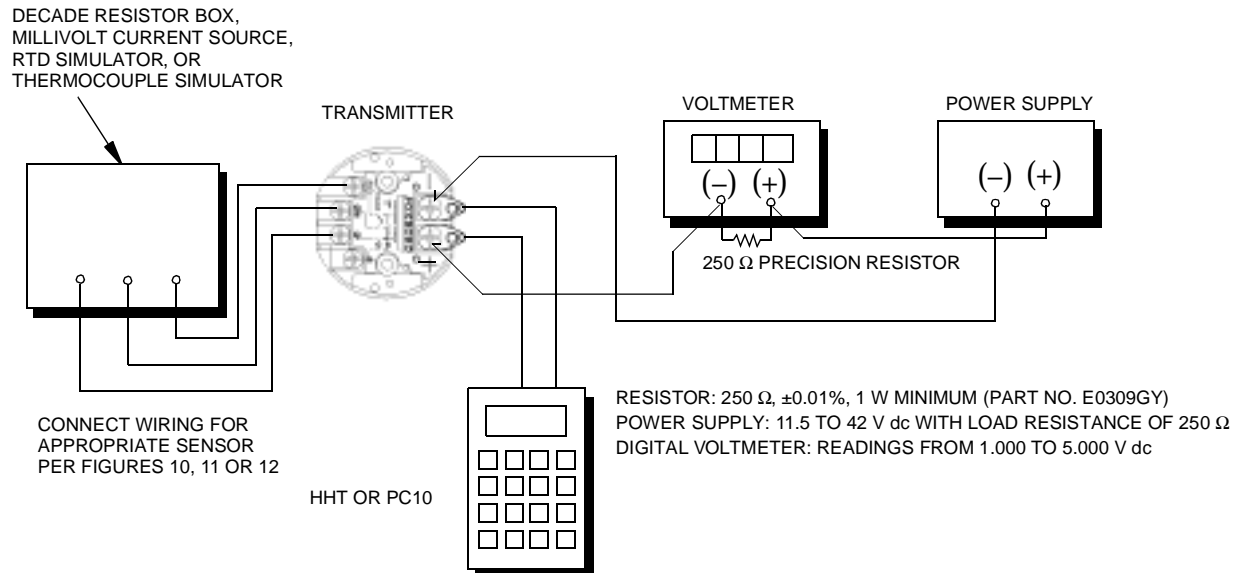 DECADE RESISTOR BOX,
MILLIVOLT CURRENT SOURCE,
RTD SIMULATOR, OR
THERMOCOUPLE SIMULATOR
TRANSMITTER
VOLTMETER
POWER SUPPLY
(–) (+)
(–) (+)
–
+
250 Ω PRECISION RESISTOR
CONNECT WIRING FOR
APPROPRIATE SENSOR
PER FIGURES 10, 11 OR 12
HHT OR PC10
RESISTOR: 250 Ω, ±0.01%, 1 W MINIMUM (PART NO. E0309GY)
POWER SUPPLY: 11.5 TO 42 V dc WITH LOAD RESISTANCE OF 250 Ω
DIGITAL VOLTMETER: READINGS FROM 1.000 TO 5.000 V dc